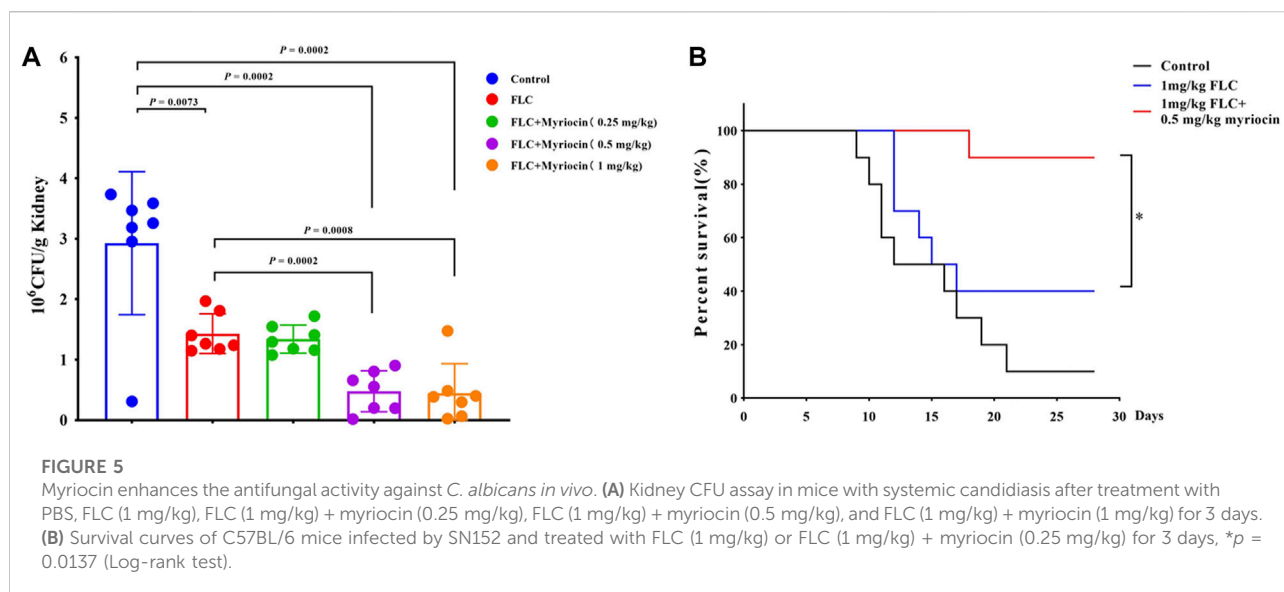 A
6
5
4
3
2
1
0
10⁶CFU/g Kidney
P = 0.0002
P = 0.0002
P = 0.0073
P = 0.0008
P = 0.0002
Control
FLC
FLC+Myriocin( 0.25 mg/kg)
FLC+Myriocin( 0.5 mg/kg)
FLC+Myriocin( 1 mg/kg)
B
Control
1mg/kg FLC
1mg/kg FLC+
0.5 mg/kg myriocin
Percent survival(%)
100
80
60
40
20
0
*
0 5 10 15 20 25 30 Days
FIGURE 5
Myriocin enhances the antifungal activity against C. albicans in vivo. (A) Kidney CFU assay in mice with systemic candidiasis after treatment with
PBS, FLC (1 mg/kg), FLC (1 mg/kg) + myriocin (0.25 mg/kg), FLC (1 mg/kg) + myriocin (0.5 mg/kg), and FLC (1 mg/kg) + myriocin (1 mg/kg) for 3 days.
(B) Survival curves of C57BL/6 mice infected by SN152 and treated with FLC (1 mg/kg) or FLC (1 mg/kg) + myriocin (0.25 mg/kg) for 3 days, *p =
0.0137 (Log-rank test).